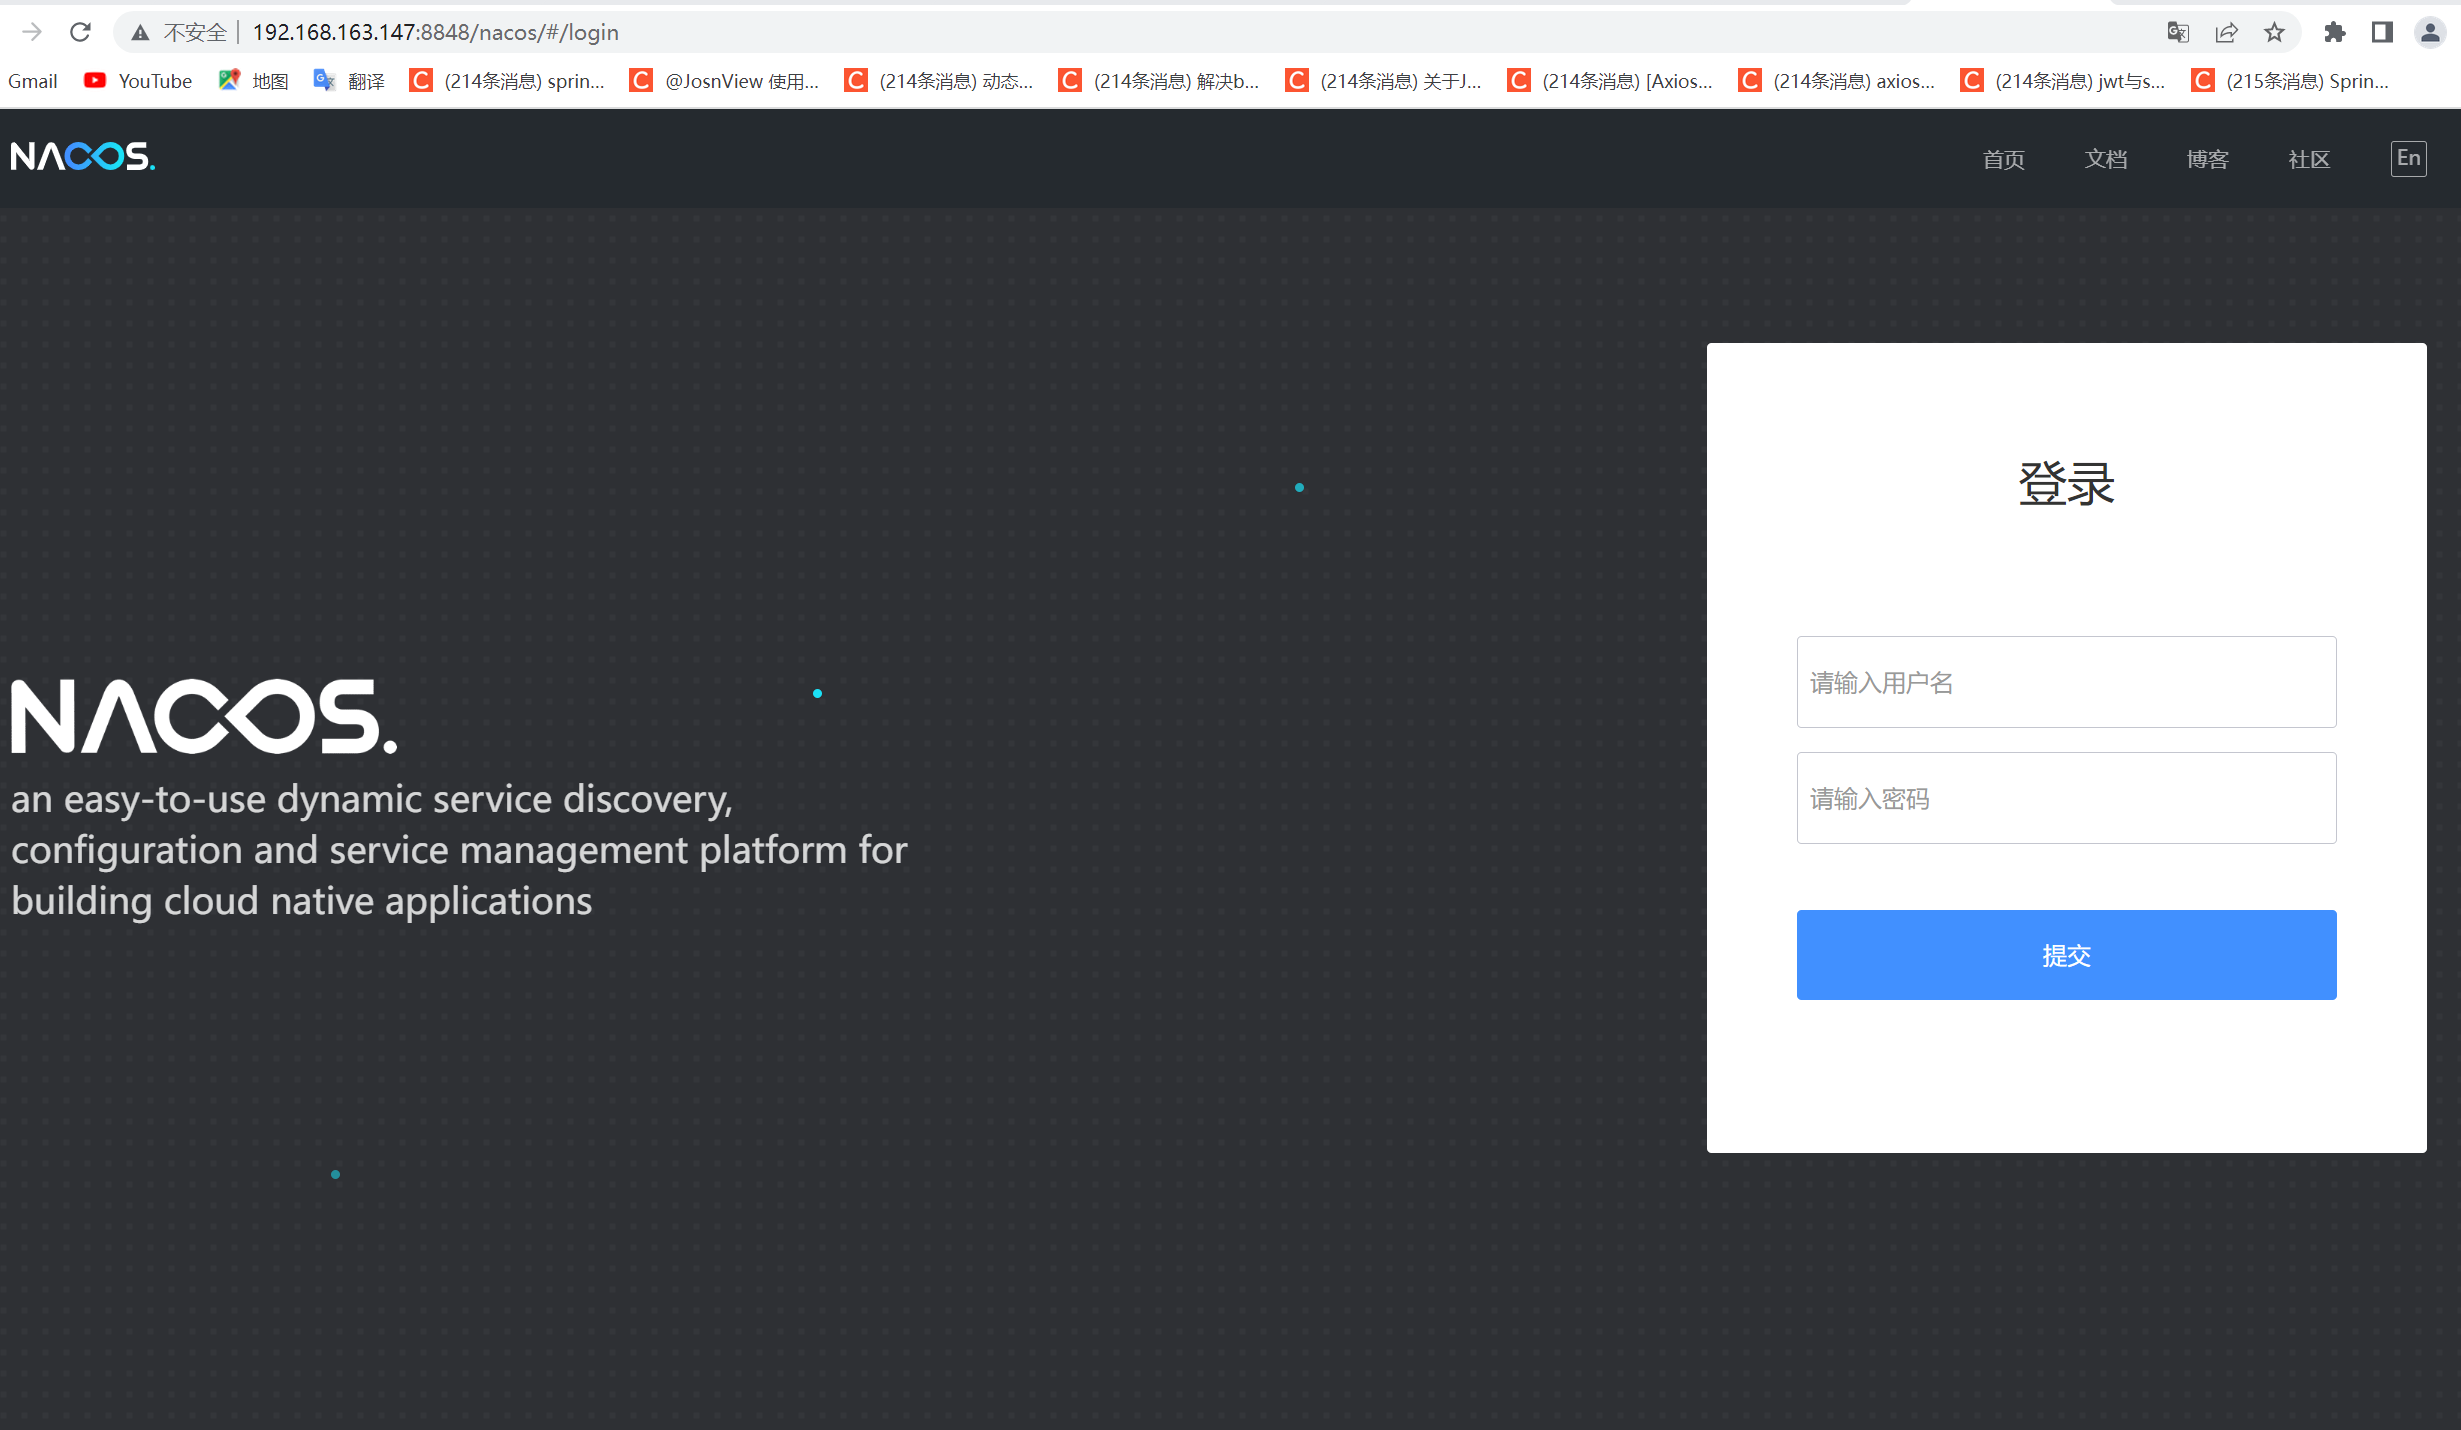 不安全 192.168.163.147:8848/nacos/#/login
Gmail YouTube 地图 翻译 (214条消息) sprin... @JosnView 使用... (214条消息) 动态... (214条消息) 解决b... (214条消息) 关于J... (214条消息) [Axios... (214条消息) axios... (214条消息) jwt与s... (215条消息) Sprin...
NACOS. 首页 文档 博客 社区 En
登录
请输入用户名
请输入密码
提交
NACOS.
an easy-to-use dynamic service discovery,
configuration and service management platform for
building cloud native applications